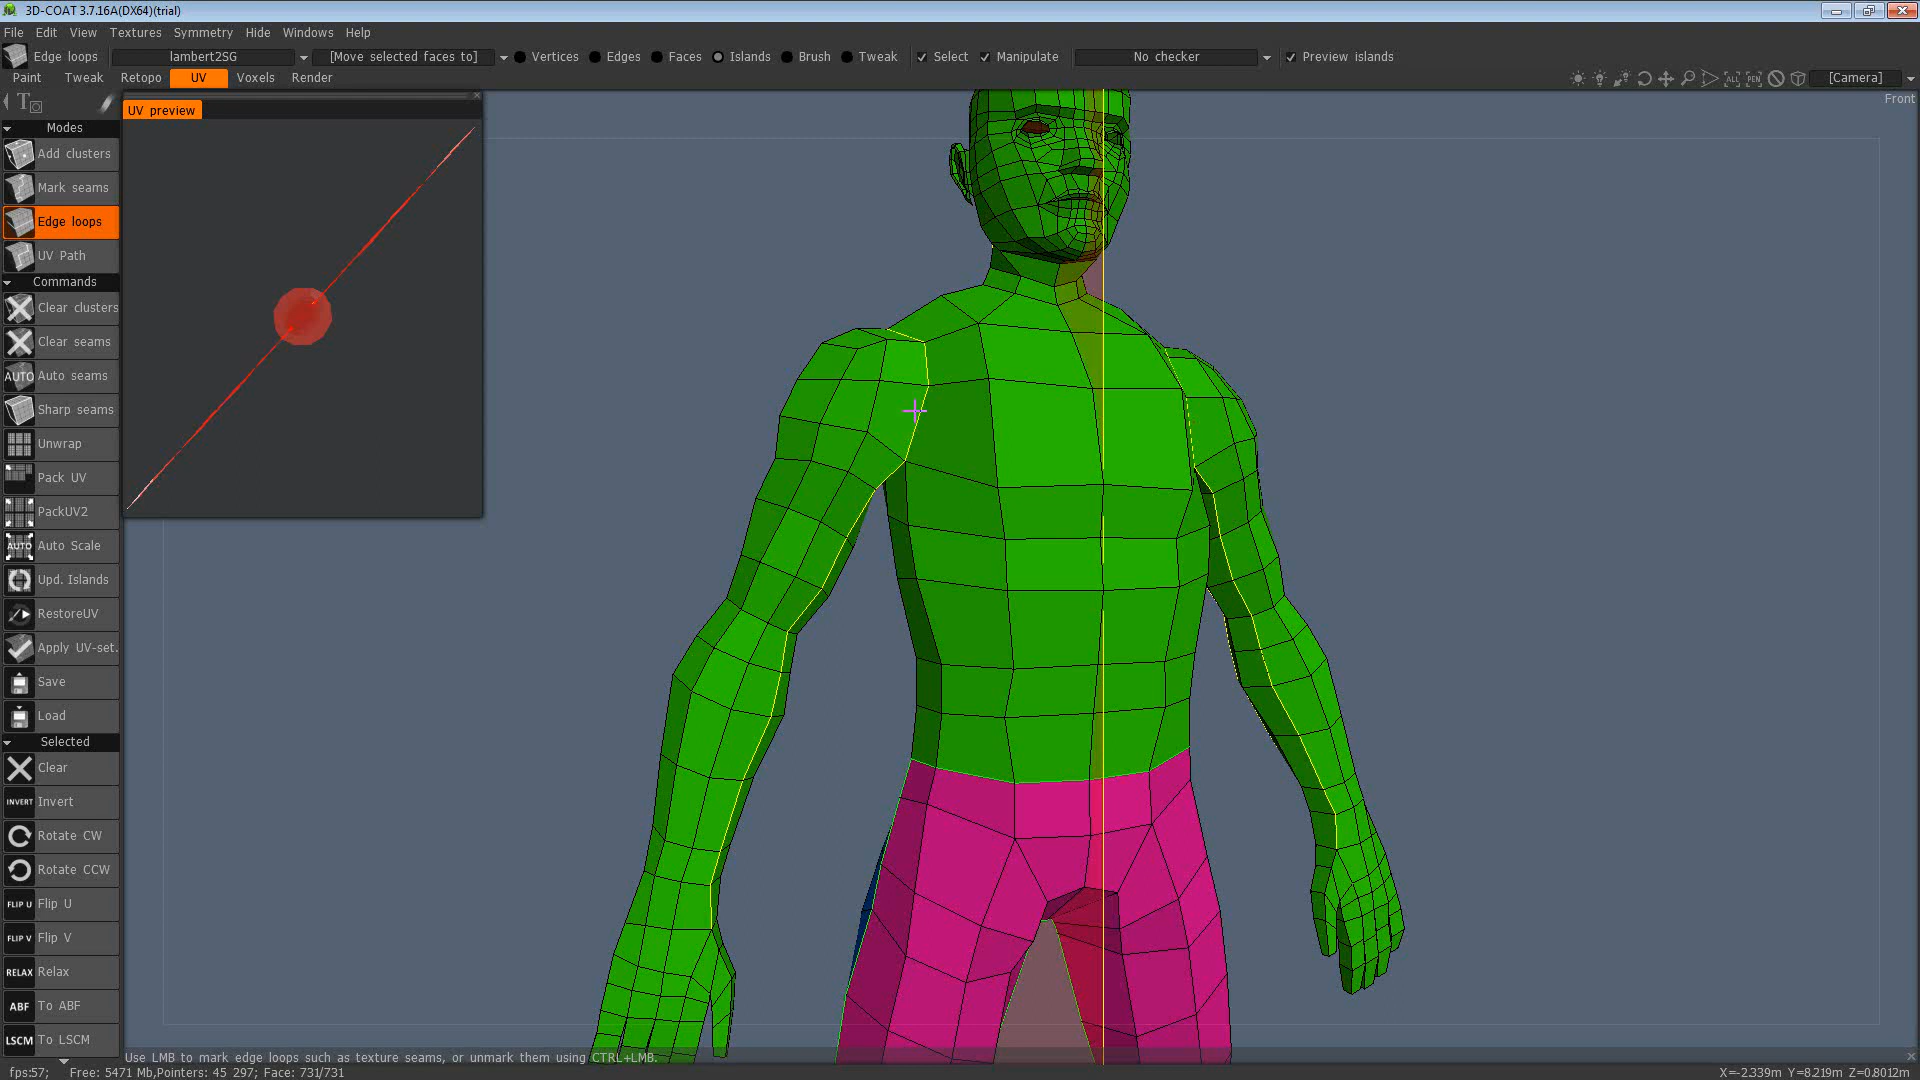 3D-COAT 3.7.16A(DX64)(trial)
File Edit View Textures Symmetry Hide Windows Help
Edge loops lambert2SG [Move selected faces to] Vertices Edges Faces Islands Brush Tweak Select Manipulate No checker Preview islands
Paint Tweak Retopo UV Voxels Render [Camera]
Front
UV preview
Modes
Add clusters
Mark seams
Edge loops
UV Path
Commands
Clear clusters
Clear seams
AUTO Auto seams
Sharp seams
Unwrap
Pack UV
PackUV2
AUTO Auto Scale
Upd. Islands
RestoreUV
Apply UV-set.
Save
Load
Selected
Clear
INVERT Invert
Rotate CW
Rotate CCW
FLIP U Flip U
FLIP V Flip V
RELAX Relax
ABF To ABF
LSCM To LSCM
Use LMB to mark edge loops such as texture seams, or unmark them using CTRL+LMB.
fps:57; Free: 5471 Mb,Pointers: 45 297; Face: 731/731 X=-2.339m Y=8.219m Z=0.8012m